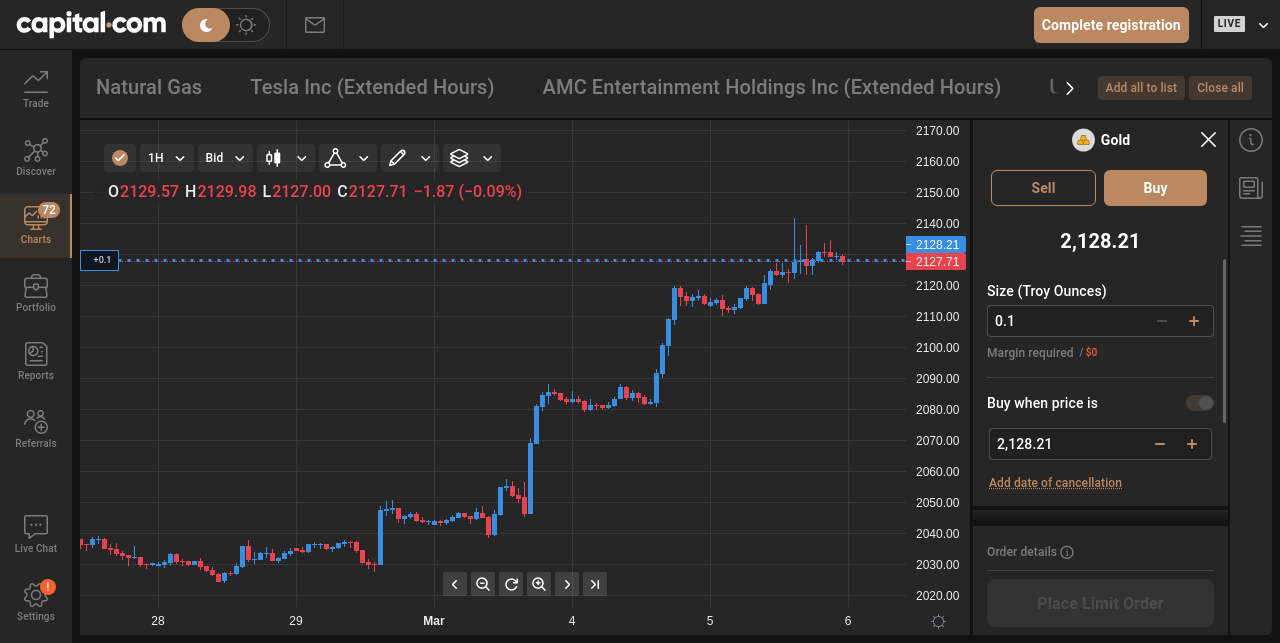 capital.com
Complete registration
LIVE
Trade
Discover
72
Charts
Portfolio
Reports
Referrals
Live Chat
!
Settings
Natural Gas
Tesla Inc (Extended Hours)
AMC Entertainment Holdings Inc (Extended Hours)
Add all to list
Close all
1H
Bid
O2129.57 H2129.98 L2127.00 C2127.71 −1.87 (−0.09%)
+0.1
2170.00
2160.00
2150.00
2140.00
2128.21
2127.71
2120.00
2110.00
2100.00
2090.00
2080.00
2070.00
2060.00
2050.00
2040.00
2030.00
2020.00
28
29
Mar
4
5
6
Gold
Sell
Buy
2,128.21
Size (Troy Ounces)
0.1
Margin required / $0
Buy when price is
2,128.21
Add date of cancellation
Order details
Place Limit Order